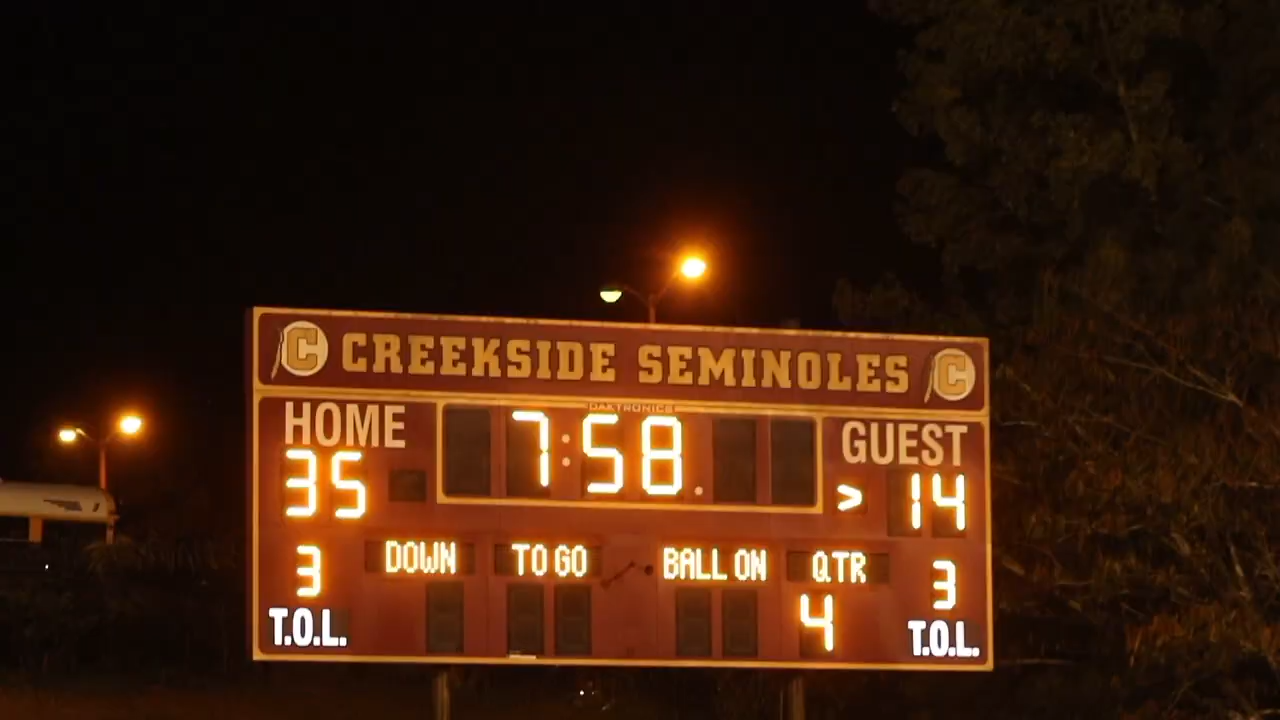 C CREEKSIDE SEMINOLES C
DAKTRONICS
HOME 7:58. GUEST
35 > 14
DOWN TO GO BALL ON QTR
3 4 3
T.O.L. T.O.L.